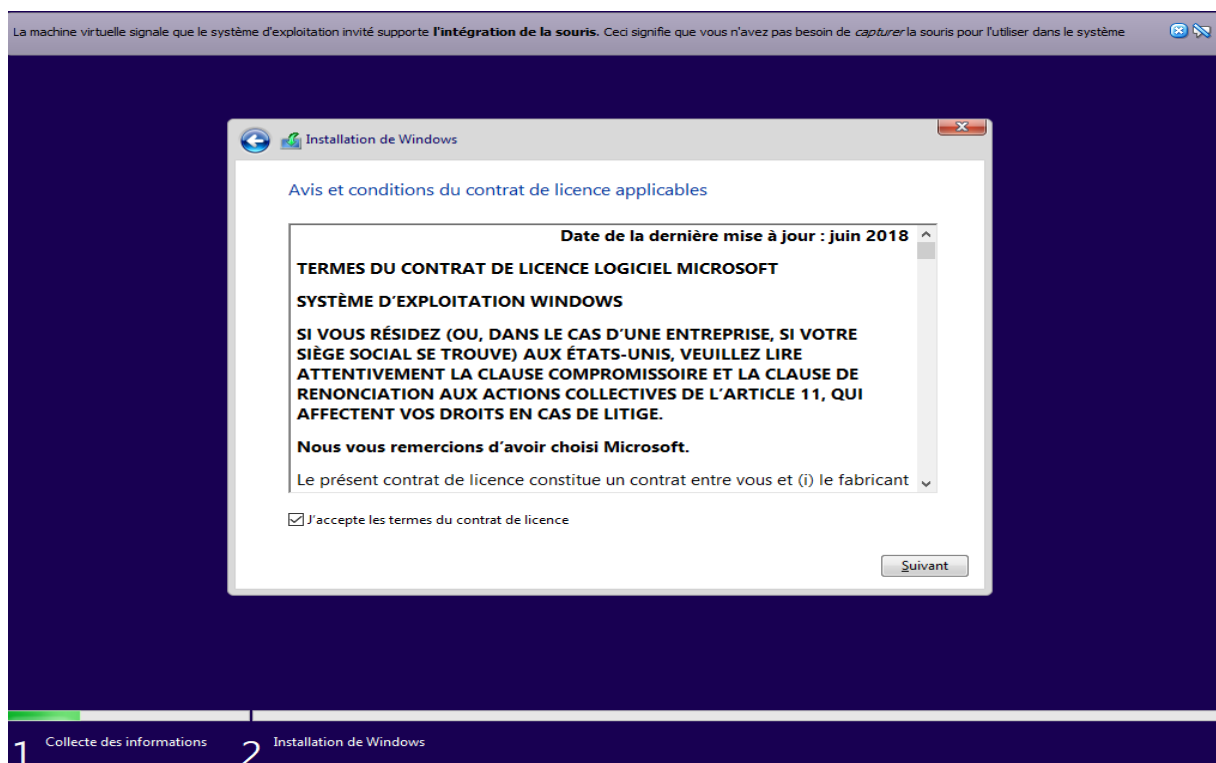 La machine virtuelle signale que le système d'exploitation invité supporte l'intégration de la souris. Ceci signifie que vous n'avez pas besoin de capturer la souris pour l'utiliser dans le système
Installation de Windows
Avis et conditions du contrat de licence applicables
Date de la dernière mise à jour : juin 2018
TERMES DU CONTRAT DE LICENCE LOGICIEL MICROSOFT
SYSTÈME D’EXPLOITATION WINDOWS
SI VOUS RÉSIDEZ (OU, DANS LE CAS D’UNE ENTREPRISE, SI VOTRE
SIÈGE SOCIAL SE TROUVE) AUX ÉTATS-UNIS, VEUILLEZ LIRE
ATTENTIVEMENT LA CLAUSE COMPROMISSOIRE ET LA CLAUSE DE
RENONCIATION AUX ACTIONS COLLECTIVES DE L’ARTICLE 11, QUI
AFFECTENT VOS DROITS EN CAS DE LITIGE.
Nous vous remercions d’avoir choisi Microsoft.
Le présent contrat de licence constitue un contrat entre vous et (i) le fabricant
J'accepte les termes du contrat de licence
Suivant
1 Collecte des informations
2 Installation de Windows